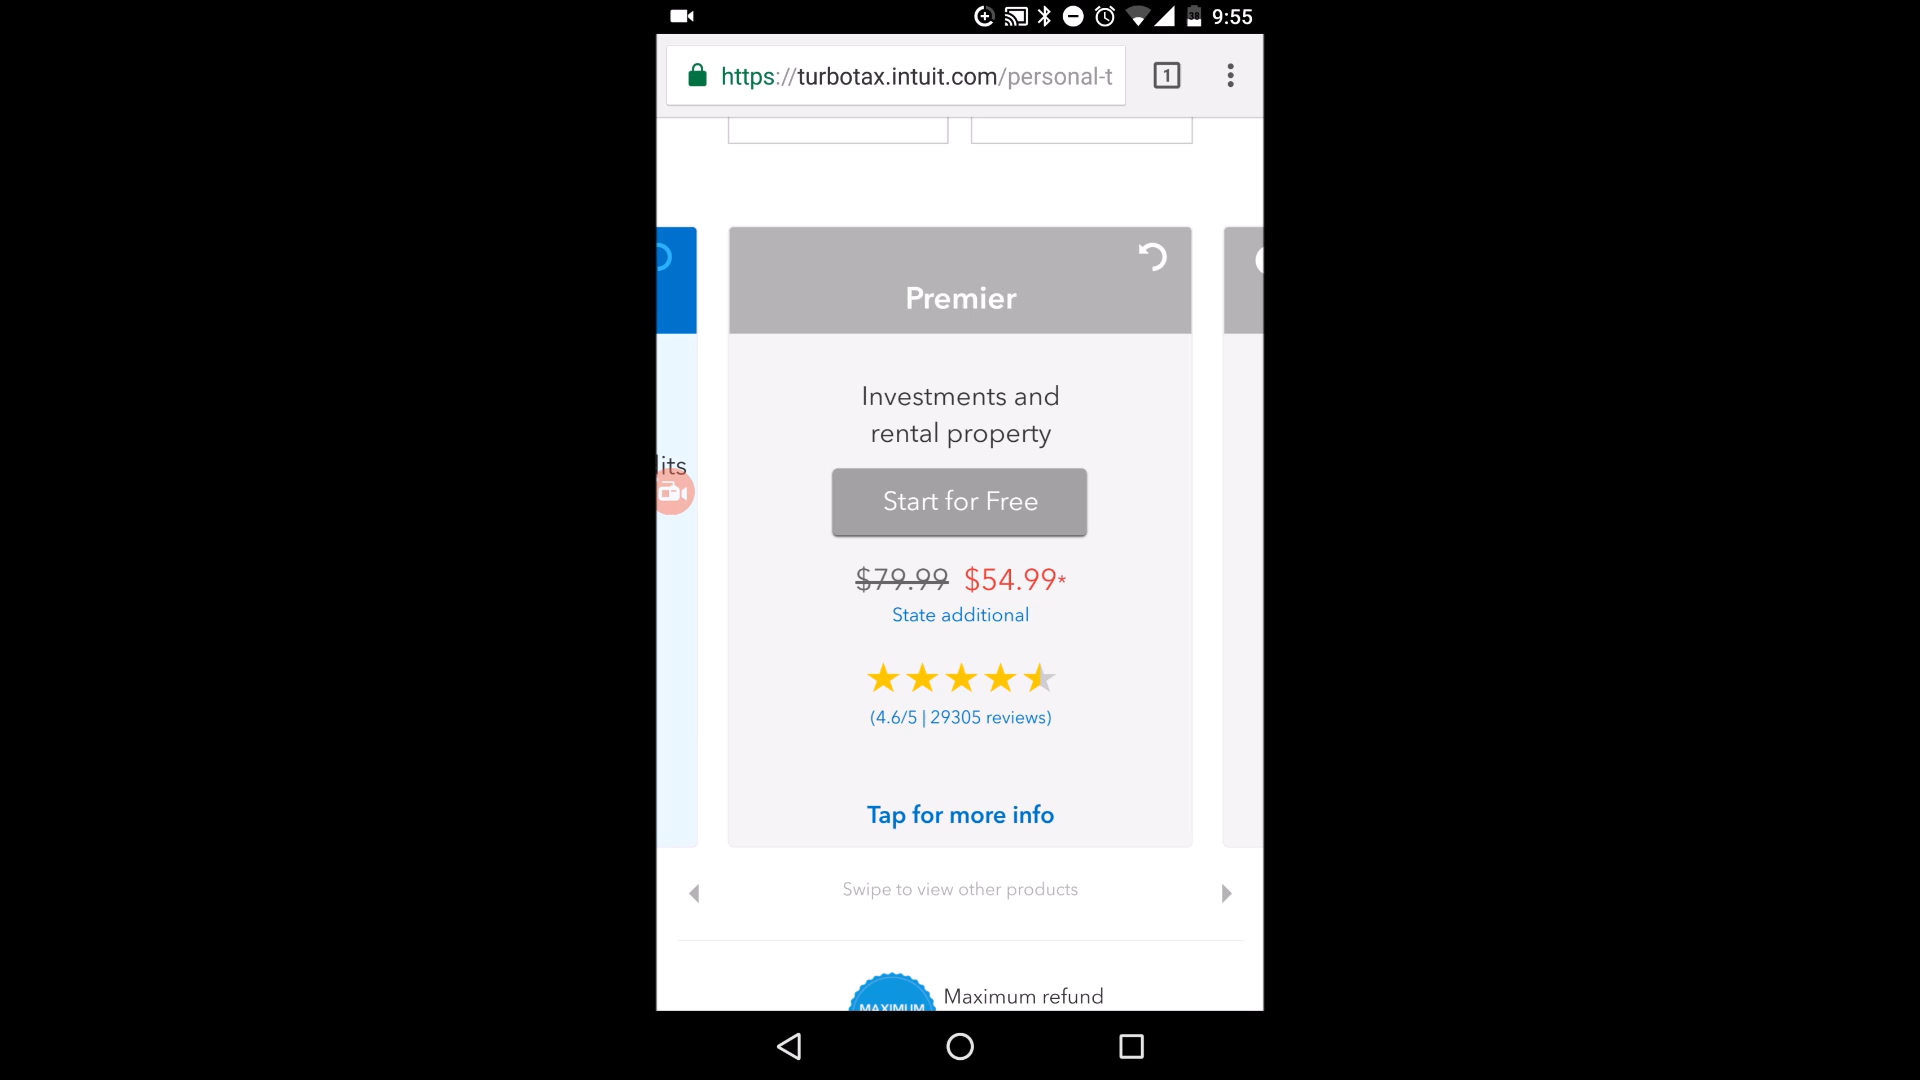 9:55
https://turbotax.intuit.com/personal-t
1
Premier
Investments and
rental property
lits
Start for Free
$79.99 $54.99*
State additional
(4.6/5 | 29305 reviews)
Tap for more info
Swipe to view other products
Maximum refund
MAXIMUM